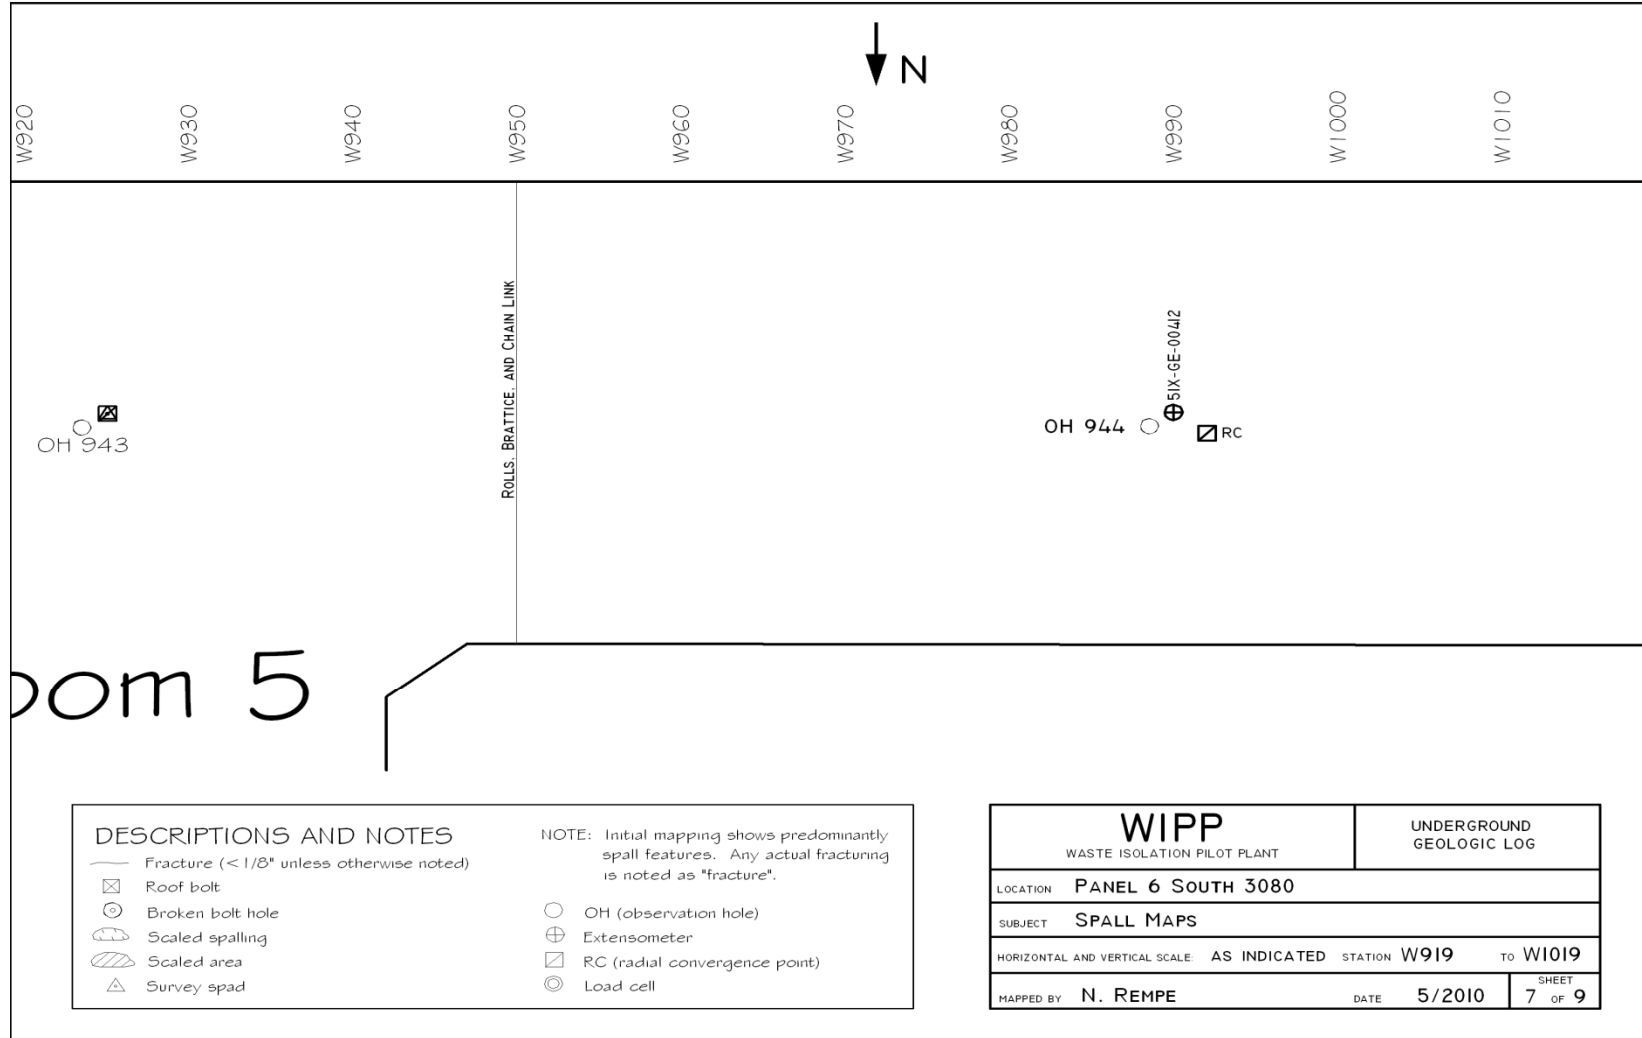 N
W920
W930
W940
W950
W960
W970
W980
W990
W1000
W1010
ROLLS, BRATTICE, AND CHAIN LINK
51X-GE-00412
OH 943
OH 944
RC
oom 5
DESCRIPTIONS AND NOTES
Fracture (< 1/8" unless otherwise noted)
Roof bolt
Broken bolt hole
Scaled spalling
Scaled area
Survey spad
NOTE: Initial mapping shows predominantly
spall features. Any actual fracturing
is noted as "fracture".
OH (observation hole)
Extensometer
RC (radial convergence point)
Load cell
WIPP
WASTE ISOLATION PILOT PLANT
UNDERGROUND
GEOLOGIC LOG
LOCATION PANEL 6 SOUTH 3080
SUBJECT SPALL MAPS
HORIZONTAL AND VERTICAL SCALE: AS INDICATED STATION W919 TO W1019
MAPPED BY N. REMPE DATE 5/2010
SHEET
7 OF 9